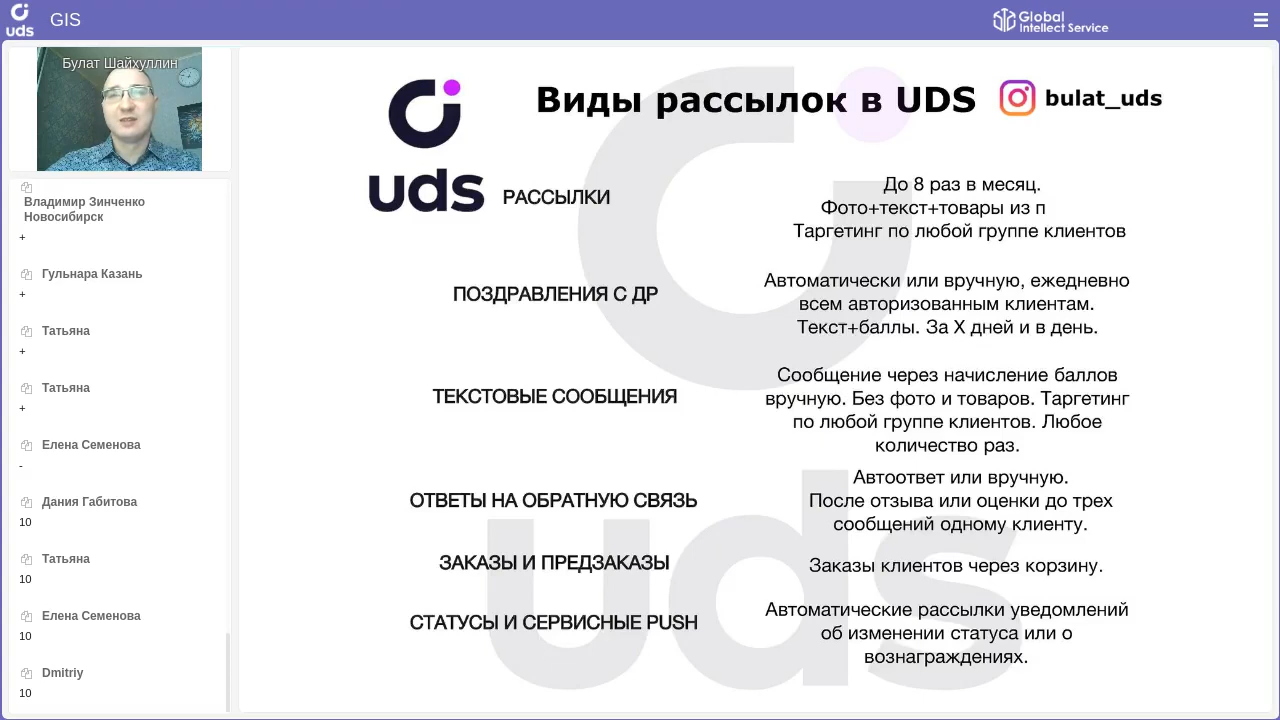 uds
GIS
Global
Intellect Service
Булат Шайхуллин
Владимир Зинченко
Новосибирск
+
Гульнара Казань
+
Татьяна
+
Татьяна
+
Елена Семенова
-
Дания Габитова
10
Татьяна
10
Елена Семенова
10
Dmitriy
10
uds
Виды рассылок в UDS
bulat_uds
РАССЫЛКИ
До 8 раз в месяц.
Фото+текст+товары из п
Таргетинг по любой группе клиентов
ПОЗДРАВЛЕНИЯ С ДР
Автоматически или вручную, ежедневно
всем авторизованным клиентам.
Текст+баллы. За X дней и в день.
ТЕКСТОВЫЕ СООБЩЕНИЯ
Сообщение через начисление баллов
вручную. Без фото и товаров. Таргетинг
по любой группе клиентов. Любое
количество раз.
ОТВЕТЫ НА ОБРАТНУЮ СВЯЗЬ
Автоответ или вручную.
После отзыва или оценки до трех
сообщений одному клиенту.
ЗАКАЗЫ И ПРЕДЗАКАЗЫ
Заказы клиентов через корзину.
СТАТУСЫ И СЕРВИСНЫЕ PUSH
Автоматические рассылки уведомлений
об изменении статуса или о
вознаграждениях.
uds